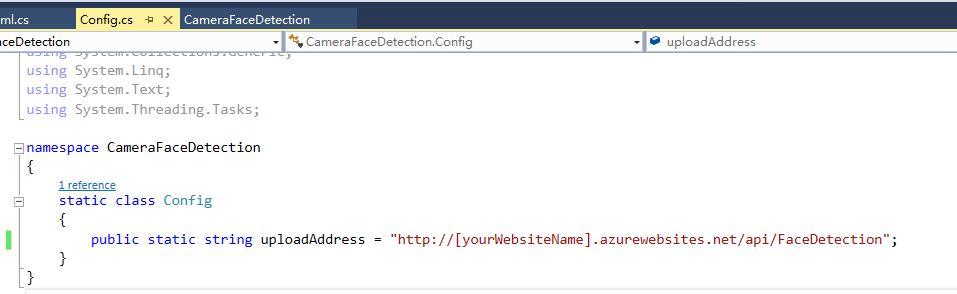 ml.cs Config.cs CameraFaceDetection
aceDetection CameraFaceDetection.Config uploadAddress
using System.Collections.Generic;
using System.Linq;
using System.Text;
using System.Threading.Tasks;
namespace CameraFaceDetection
{
1 reference
static class Config
{
public static string uploadAddress = "http://[yourWebsiteName].azurewebsites.net/api/FaceDetection";
}
}